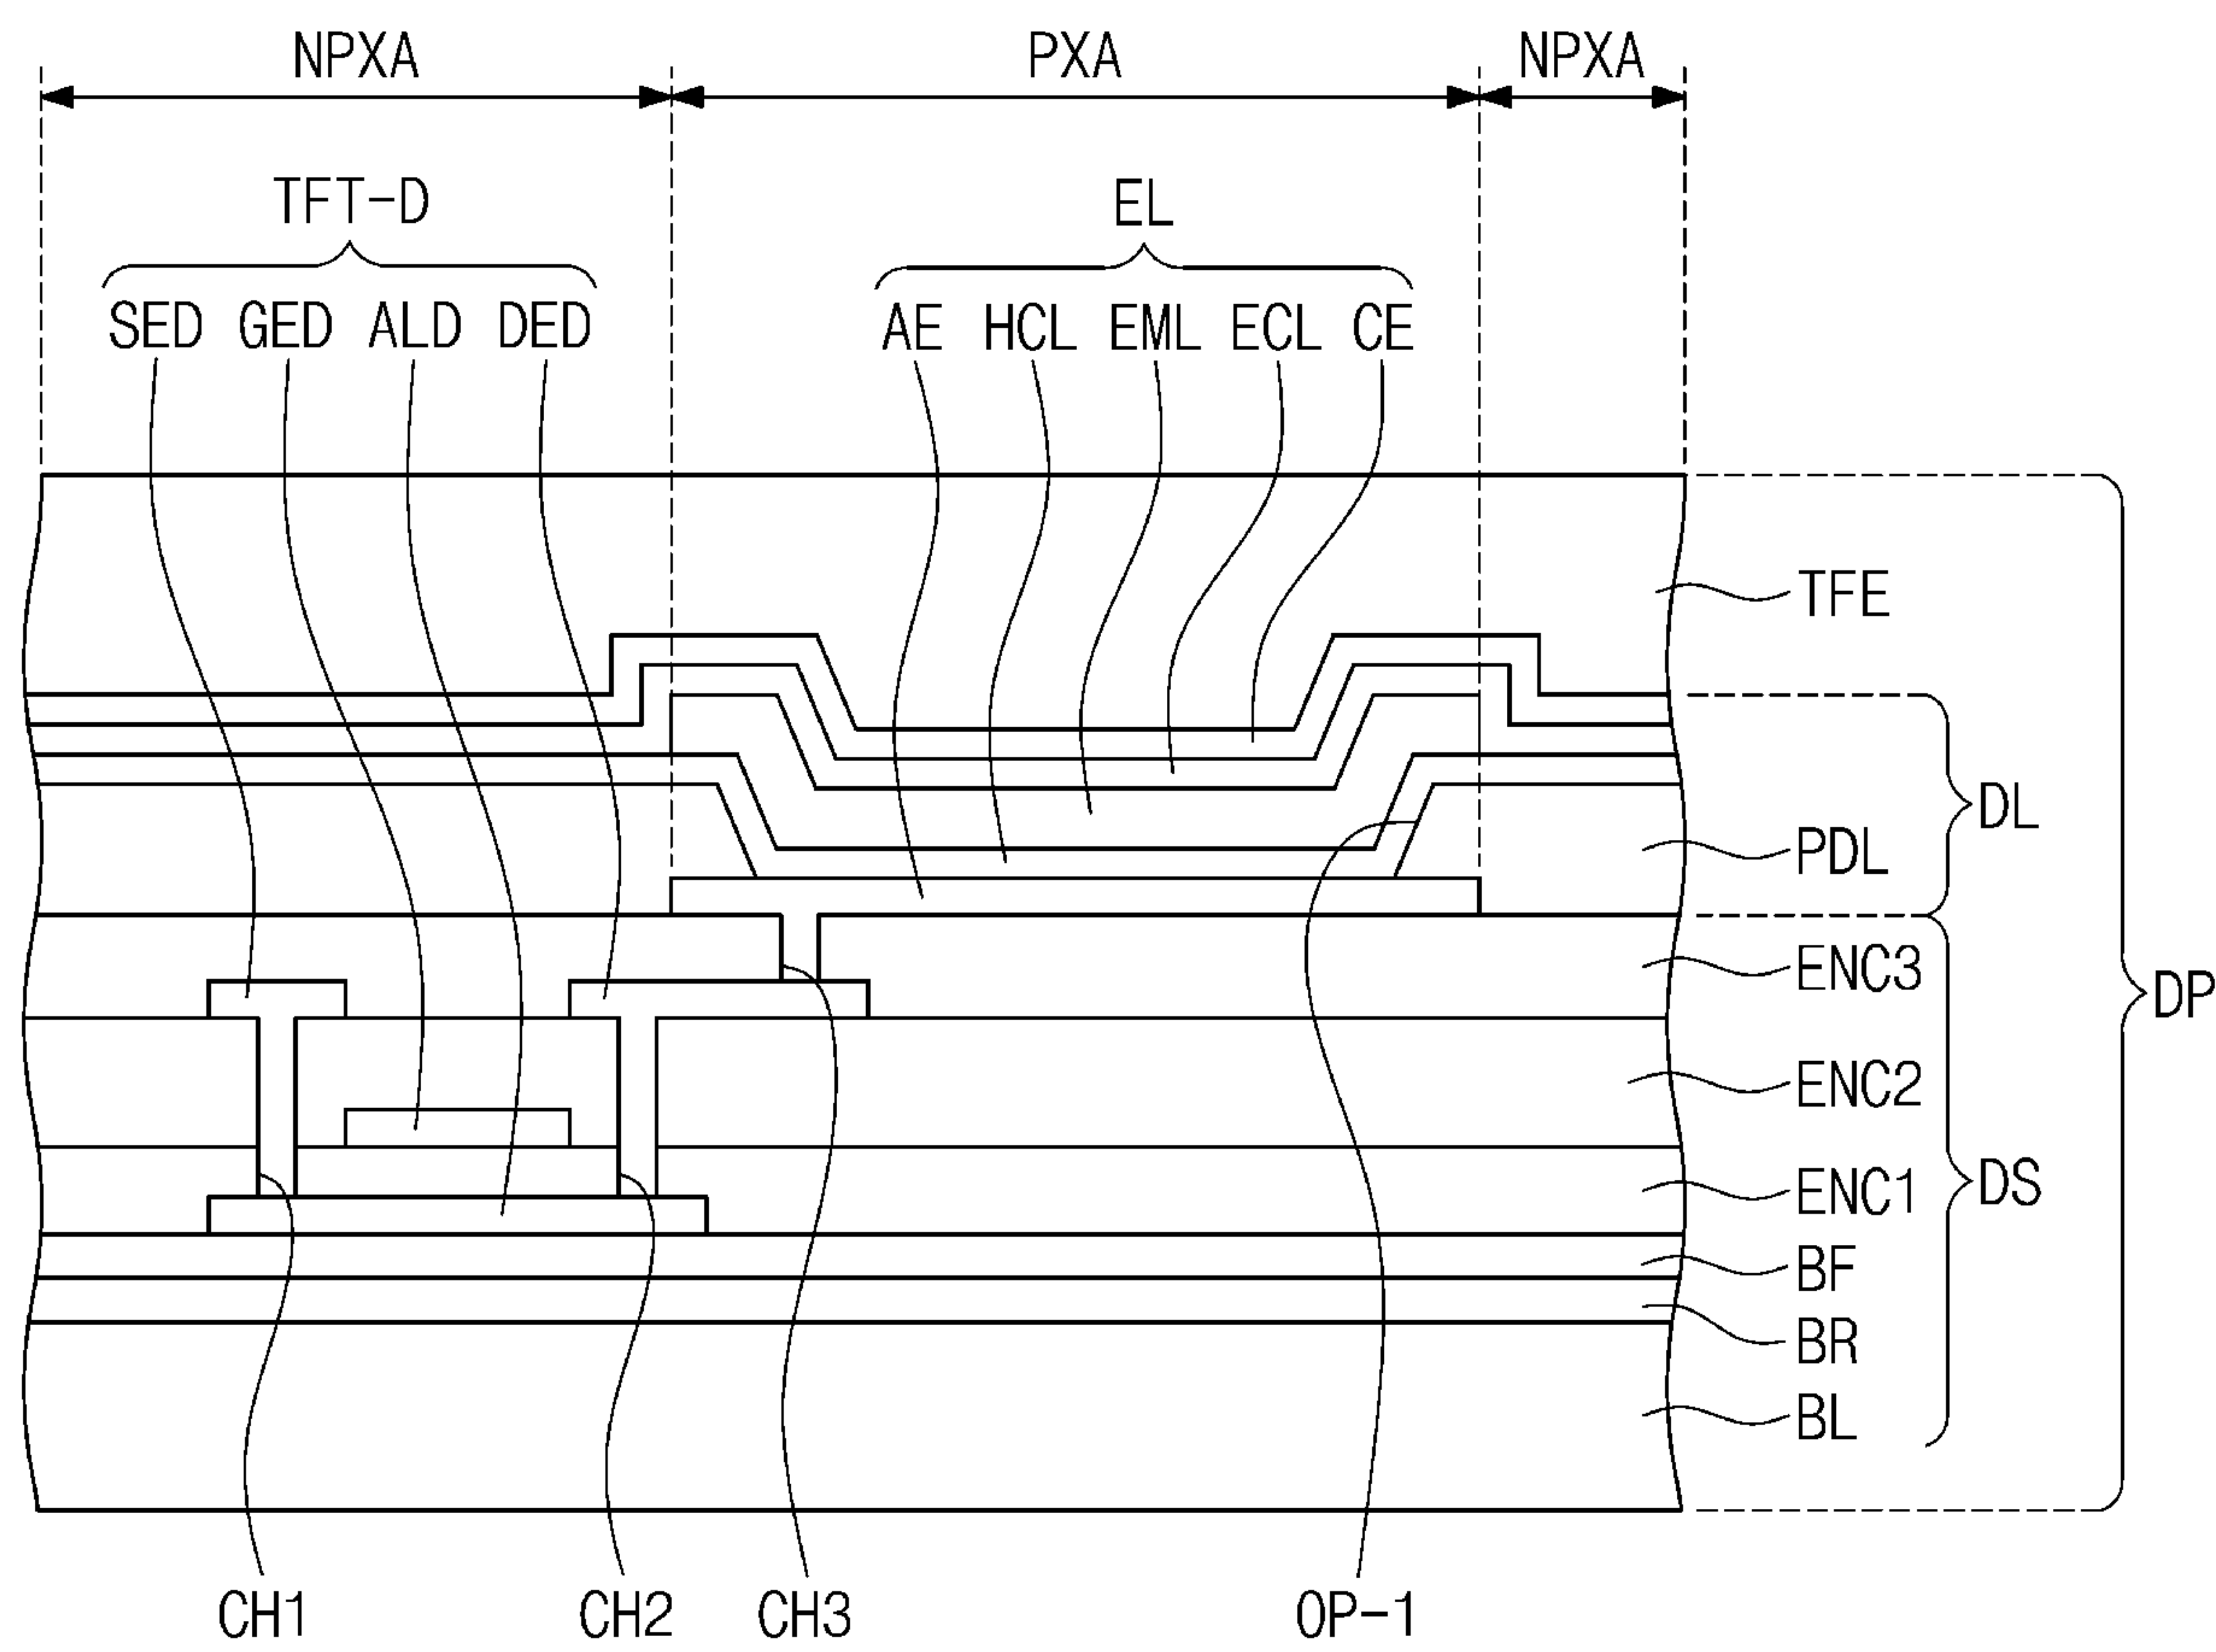 NPXA PXA NPXA
TFT-D EL
SED GED ALD DED AE HCL EML ECL CE
TFE
DL
PDL
ENC3
DP
ENC2
ENC1 DS
BF
BR
BL
CH1 CH2 CH3 OP-1